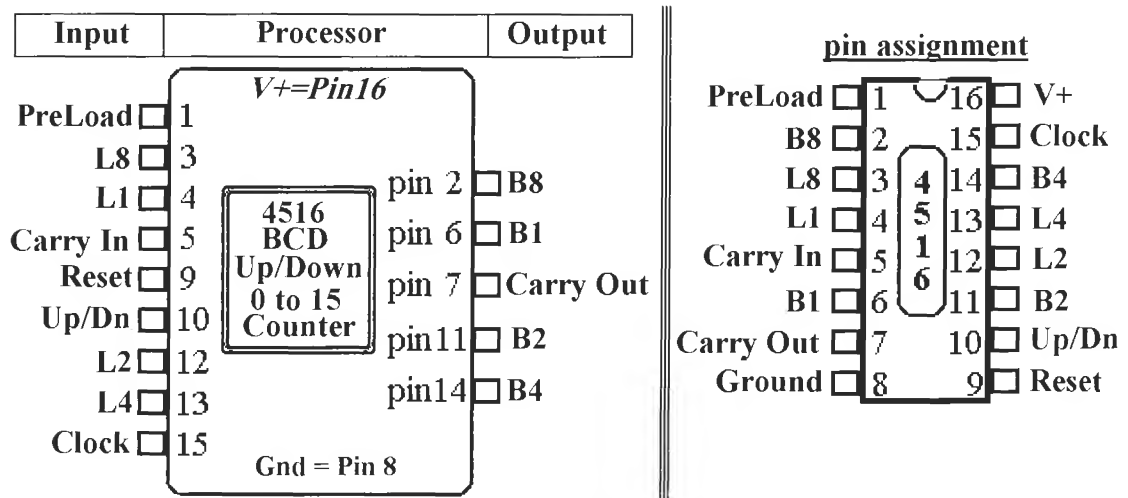 Input Processor Output
V+=Pin16
PreLoad 1
L8 3
L1 4
Carry In 5
Reset 9
Up/Dn 10
L2 12
L4 13
Clock 15
4516
BCD
Up/Down
0 to 15
Counter
pin 2 B8
pin 6 B1
pin 7 Carry Out
pin11 B2
pin14 B4
Gnd = Pin 8
pin assignment
PreLoad 1 16 V+
B8 2 15 Clock
L8 3 14 B4
L1 4 13 L4
Carry In 5 12 L2
B1 6 11 B2
Carry Out 7 10 Up/Dn
Ground 8 9 Reset
4
5
1
6